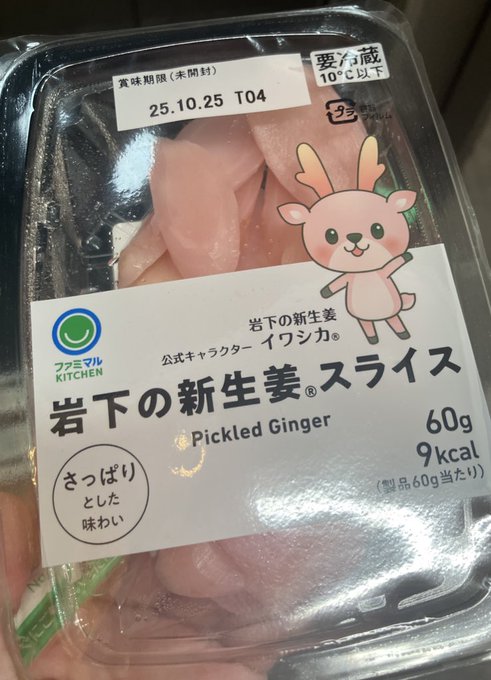 賞味期限(未開封)
25.10.25 T04
要冷蔵
10℃以下
プラ
フィルム
岩下の新生姜
公式キャラクター イワシカ®
ファミマル
KITCHEN
岩下の新生姜®スライス
Pickled Ginger
60g
9kcal
(製品60g当たり)
さっぱり
とした
味わい